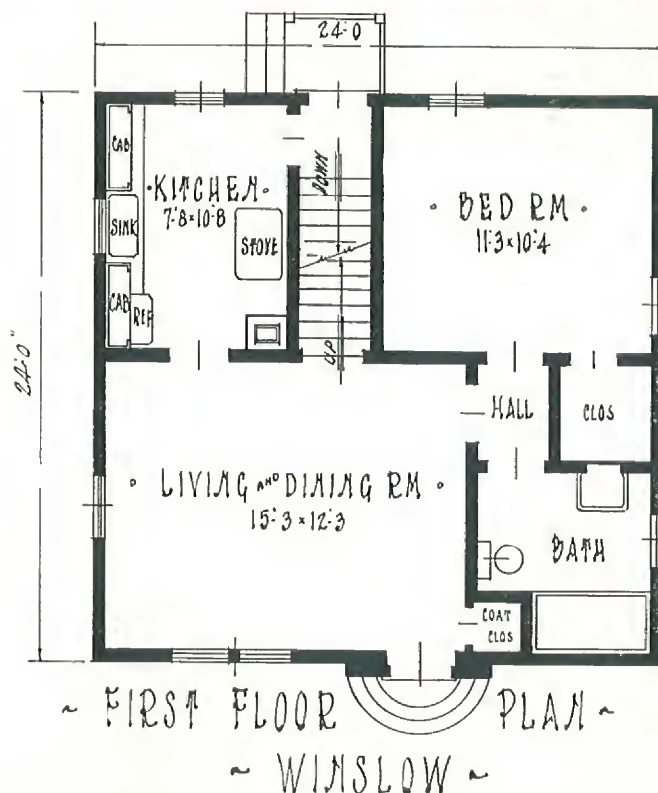 24'-0
CAB
·KITCHEN·
7'-8×10'-8
SINK
STOVE
CAB
REF
DOWN
UP
· BED RM ·
11'-3×10'-4
24'-0"
HALL
CLOS
· LIVING AND DINING RM ·
15'-3×12'-3
BATH
COAT
CLOS
~ FIRST FLOOR PLAN ~
~ WINSLOW ~